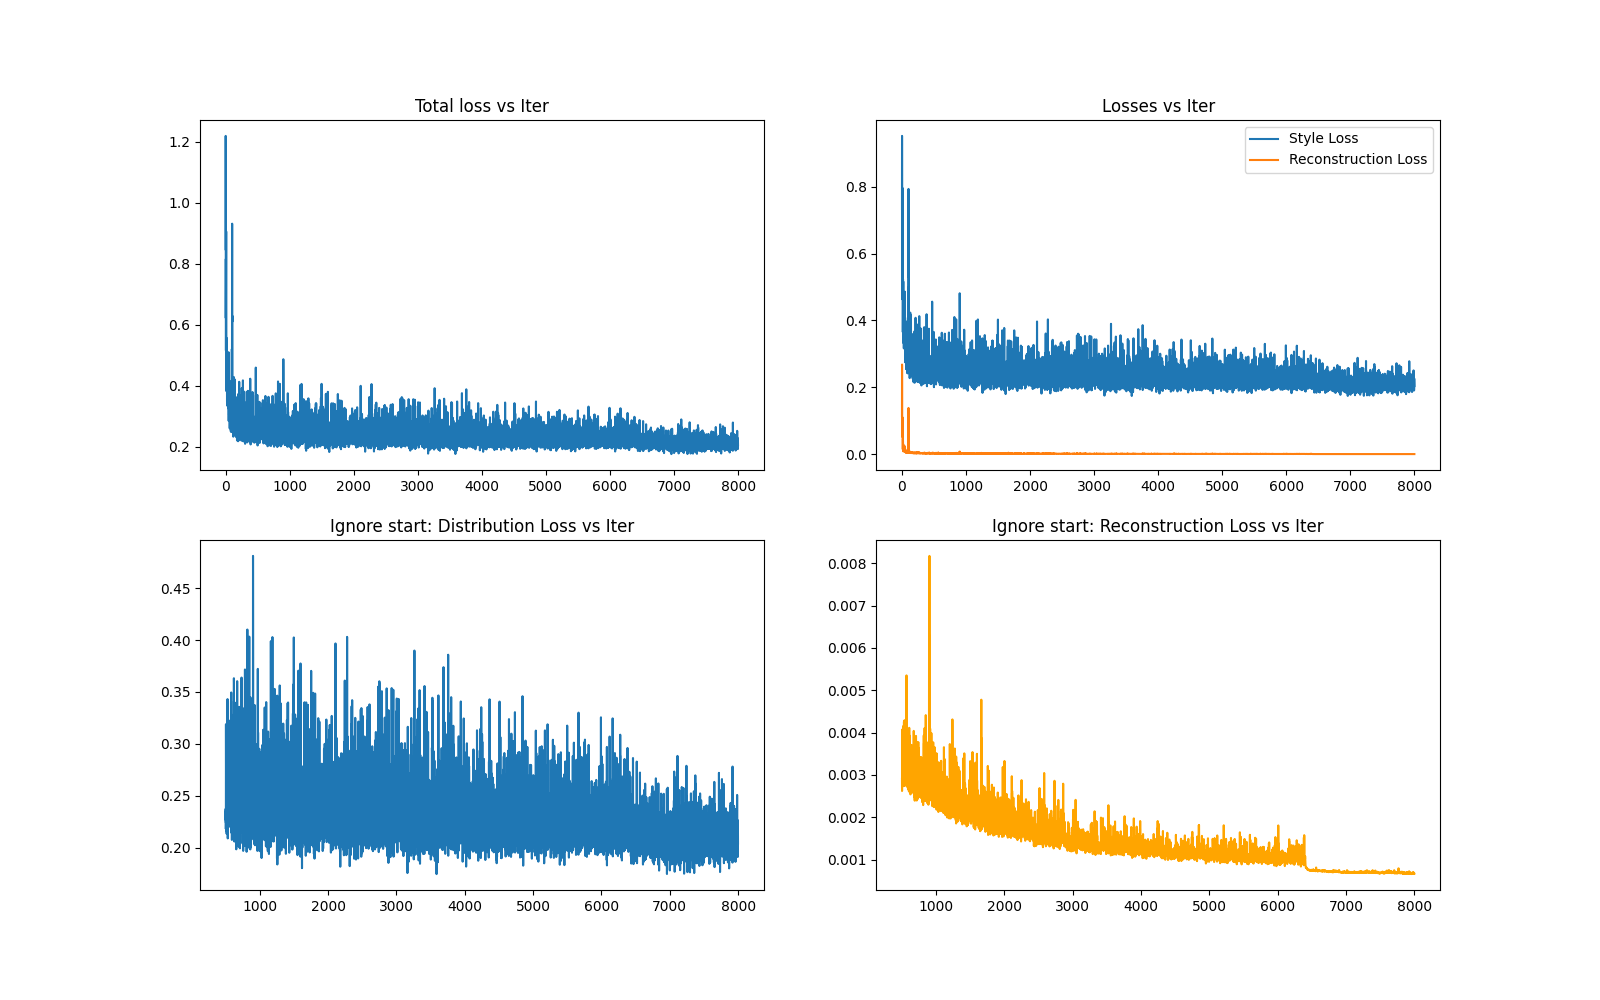 Total loss vs Iter
1.2
1.0
0.8
0.6
0.4
0.2
0 1000 2000 3000 4000 5000 6000 7000 8000
Losses vs Iter
Style Loss
Reconstruction Loss
0.8
0.6
0.4
0.2
0.0
0 1000 2000 3000 4000 5000 6000 7000 8000
Ignore start: Distribution Loss vs Iter
0.45
0.40
0.35
0.30
0.25
0.20
1000 2000 3000 4000 5000 6000 7000 8000
Ignore start: Reconstruction Loss vs Iter
0.008
0.007
0.006
0.005
0.004
0.003
0.002
0.001
1000 2000 3000 4000 5000 6000 7000 8000